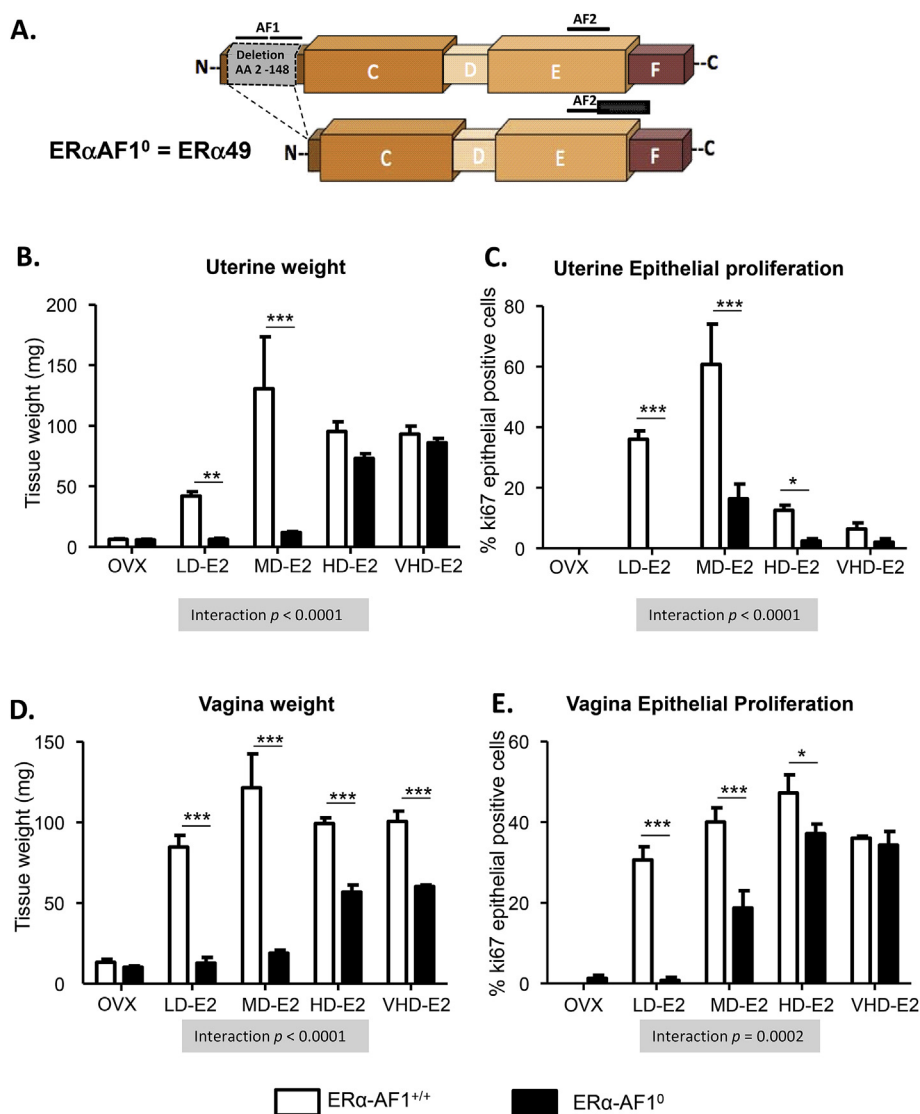 A.
AF1
AF2
Deletion
AA 2 -148
N--
C
D
E
F
--C
AF2
ERαAF1⁰ = ERα49
N--
C
D
E
F
--C
B.
Uterine weight
Tissue weight (mg)
200
150
100
50
0
**
***
OVX LD-E2 MD-E2 HD-E2 VHD-E2
Interaction p < 0.0001
C.
Uterine Epithelial proliferation
% ki67 epithelial positive cells
80
60
40
20
0
***
***
*
OVX LD-E2 MD-E2 HD-E2 VHD-E2
Interaction p < 0.0001
D.
Vagina weight
Tissue weight (mg)
150
100
50
0
***
***
***
***
OVX LD-E2 MD-E2 HD-E2 VHD-E2
Interaction p < 0.0001
E.
Vagina Epithelial Proliferation
% ki67 epithelial positive cells
60
40
20
0
***
***
*
OVX LD-E2 MD-E2 HD-E2 VHD-E2
Interaction p = 0.0002
ERα-AF1⁺/⁺
ERα-AF1⁰